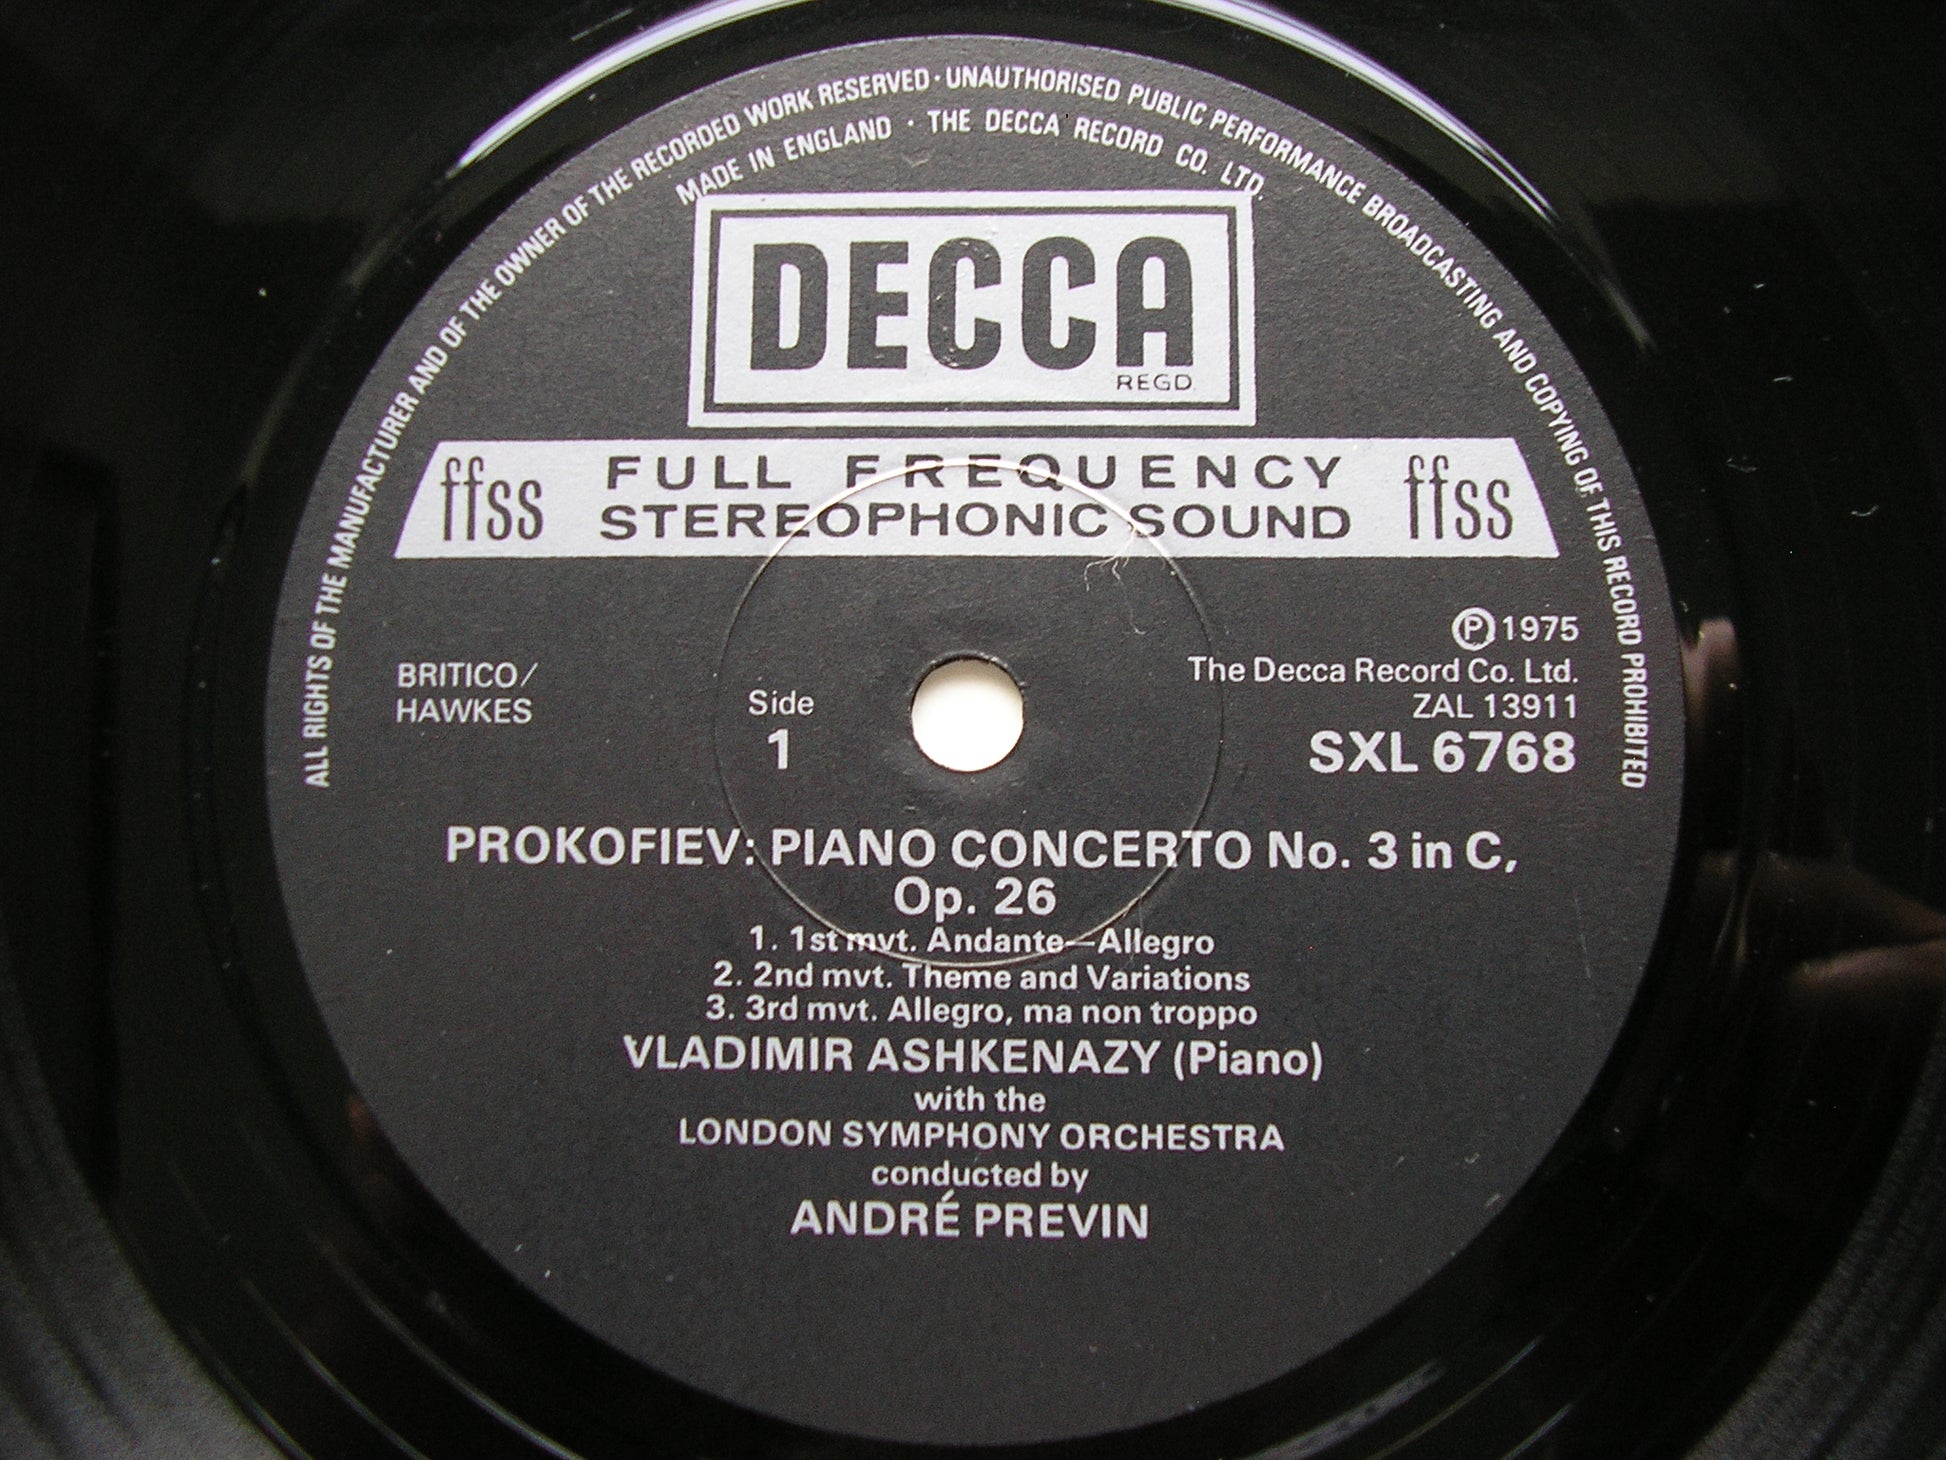 ALL RIGHTS OF THE MANUFACTURER AND OF THE OWNER OF THE RECORDED WORK RESERVED · UNAUTHORISED PUBLIC PERFORMANCE BROADCASTING AND COPYING OF THIS RECORD PROHIBITED
MADE IN ENGLAND · THE DECCA RECORD CO. LTD.
DECCA
REGD.
ffss FULL FREQUENCY STEREOPHONIC SOUND ffss
BRITICO/
HAWKES
Side
1
Ⓟ 1975
The Decca Record Co. Ltd.
ZAL 13911
SXL 6768
PROKOFIEV: PIANO CONCERTO No. 3 in C,
Op. 26
1. 1st mvt. Andante—Allegro
2. 2nd mvt. Theme and Variations
3. 3rd mvt. Allegro, ma non troppo
VLADIMIR ASHKENAZY (Piano)
with the
LONDON SYMPHONY ORCHESTRA
conducted by
ANDRÉ PREVIN